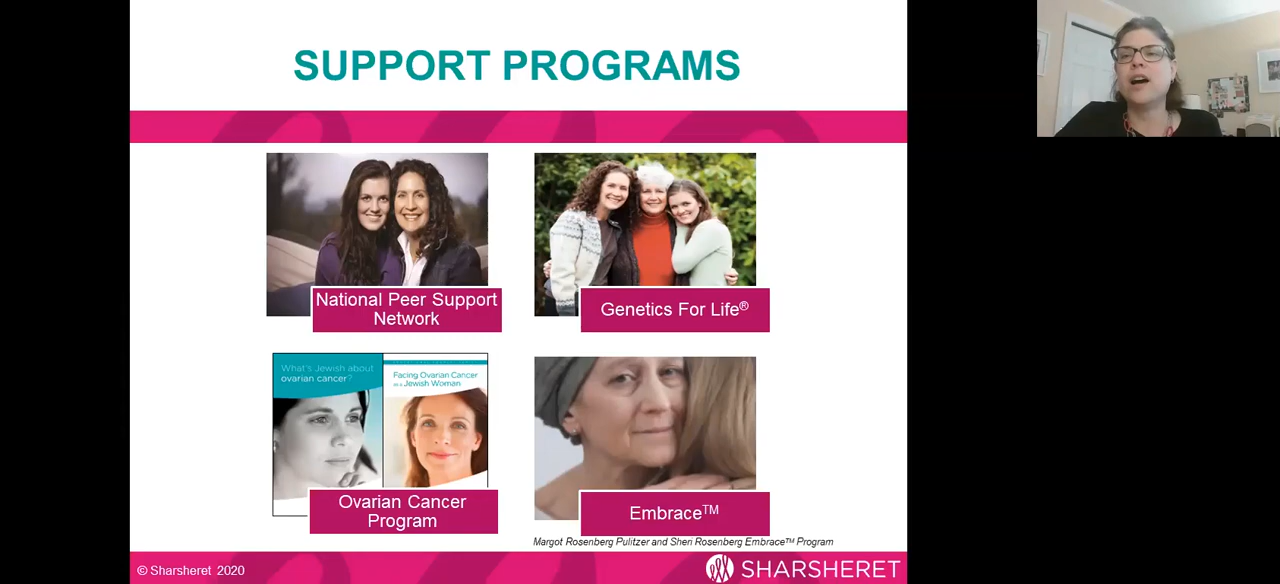 SUPPORT PROGRAMS
National Peer Support
Network
Genetics For Life®
What's Jewish about
ovarian cancer?
Facing Ovarian Cancer
as a Jewish Woman
Ovarian Cancer
Program
Embrace™
Margot Rosenberg Pulitzer and Sheri Rosenberg Embrace™ Program
© Sharsheret 2020
SHARSHERET